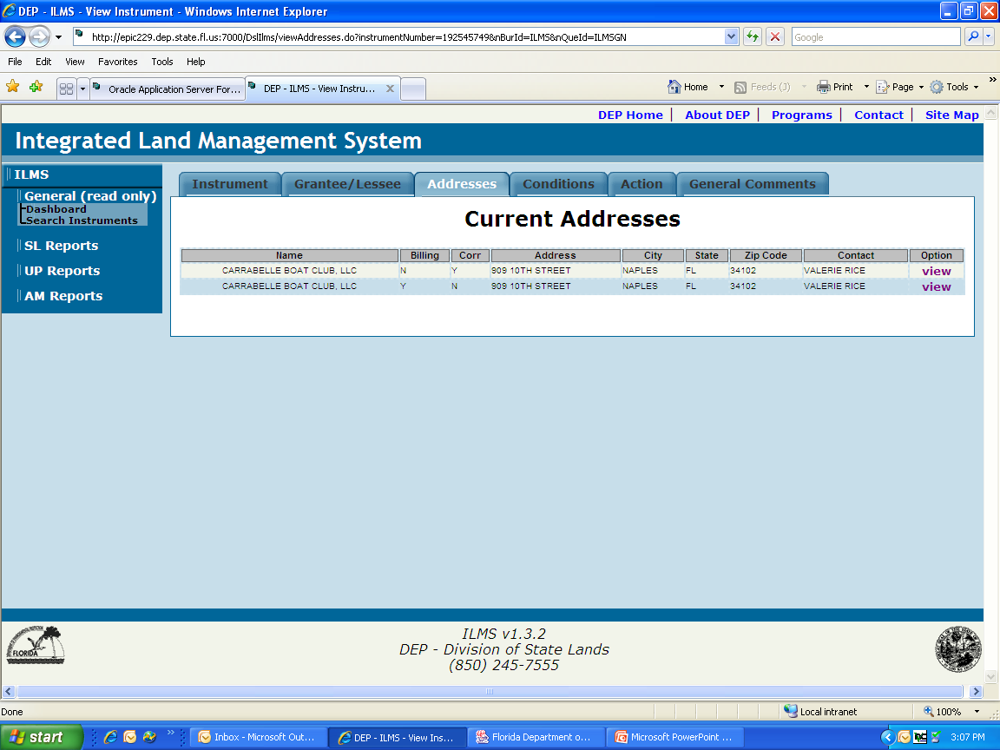 DEP - ILMS - View Instrument - Windows Internet Explorer
http://epic229.dep.state.fl.us:7000/DslIlms/viewAddresses.do?instrumentNumber=192545749&nBurId=ILMS&nQueId=ILMSGN
Google
File Edit View Favorites Tools Help
Oracle Application Server For... DEP - ILMS - View Instru... Home Feeds (J) Print Page Tools »
DEP Home | About DEP | Programs | Contact | Site Map
Integrated Land Management System
ILMS
General (read only)
Dashboard
Search Instruments
SL Reports
UP Reports
AM Reports
Instrument Grantee/Lessee Addresses Conditions Action General Comments
Current Addresses
Name Billing Corr Address City State Zip Code Contact Option
CARRABELLE BOAT CLUB, LLC N Y 909 10TH STREET NAPLES FL 34102 VALERIE RICE view
CARRABELLE BOAT CLUB, LLC Y N 909 10TH STREET NAPLES FL 34102 VALERIE RICE view
FLORIDA
ILMS v1.3.2
DEP - Division of State Lands
(850) 245-7555
Done Local intranet 100%
start » Inbox - Microsoft Out... DEP - ILMS - View Ins... Florida Department o... Microsoft PowerPoint ... 3:07 PM